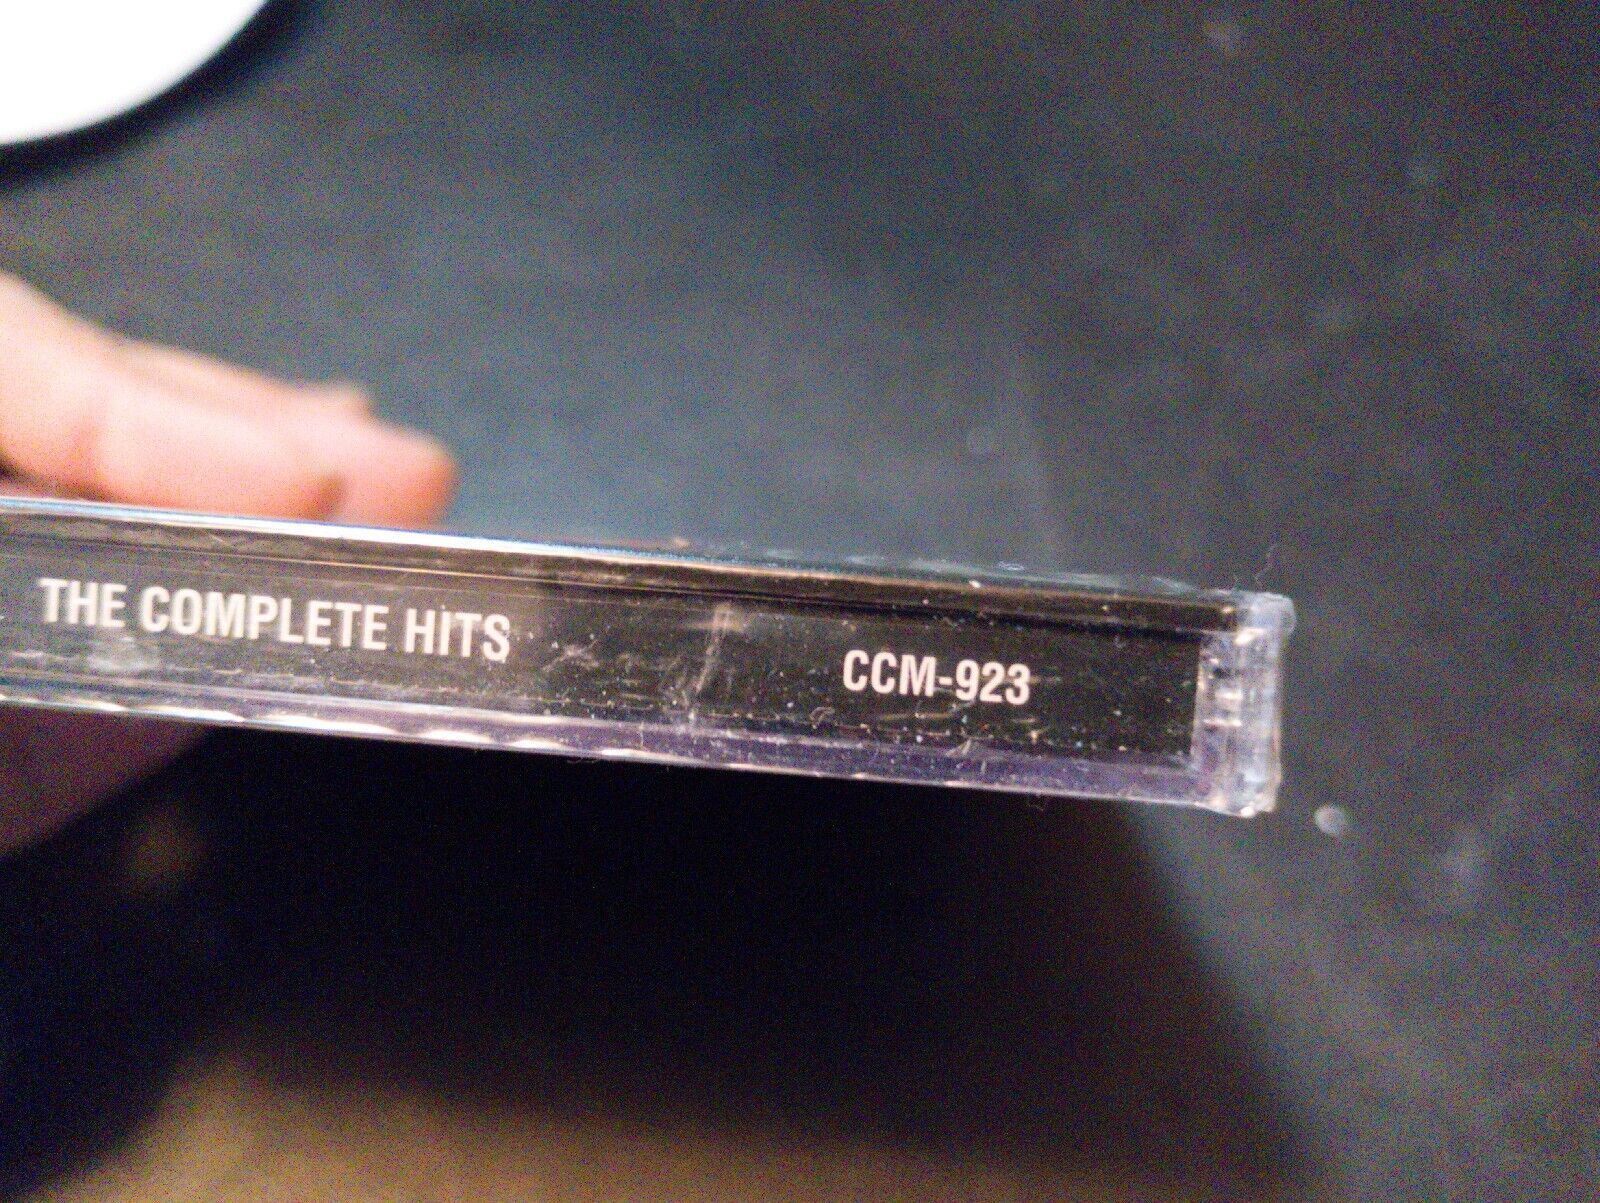 THE COMPLETE HITS CCM-923